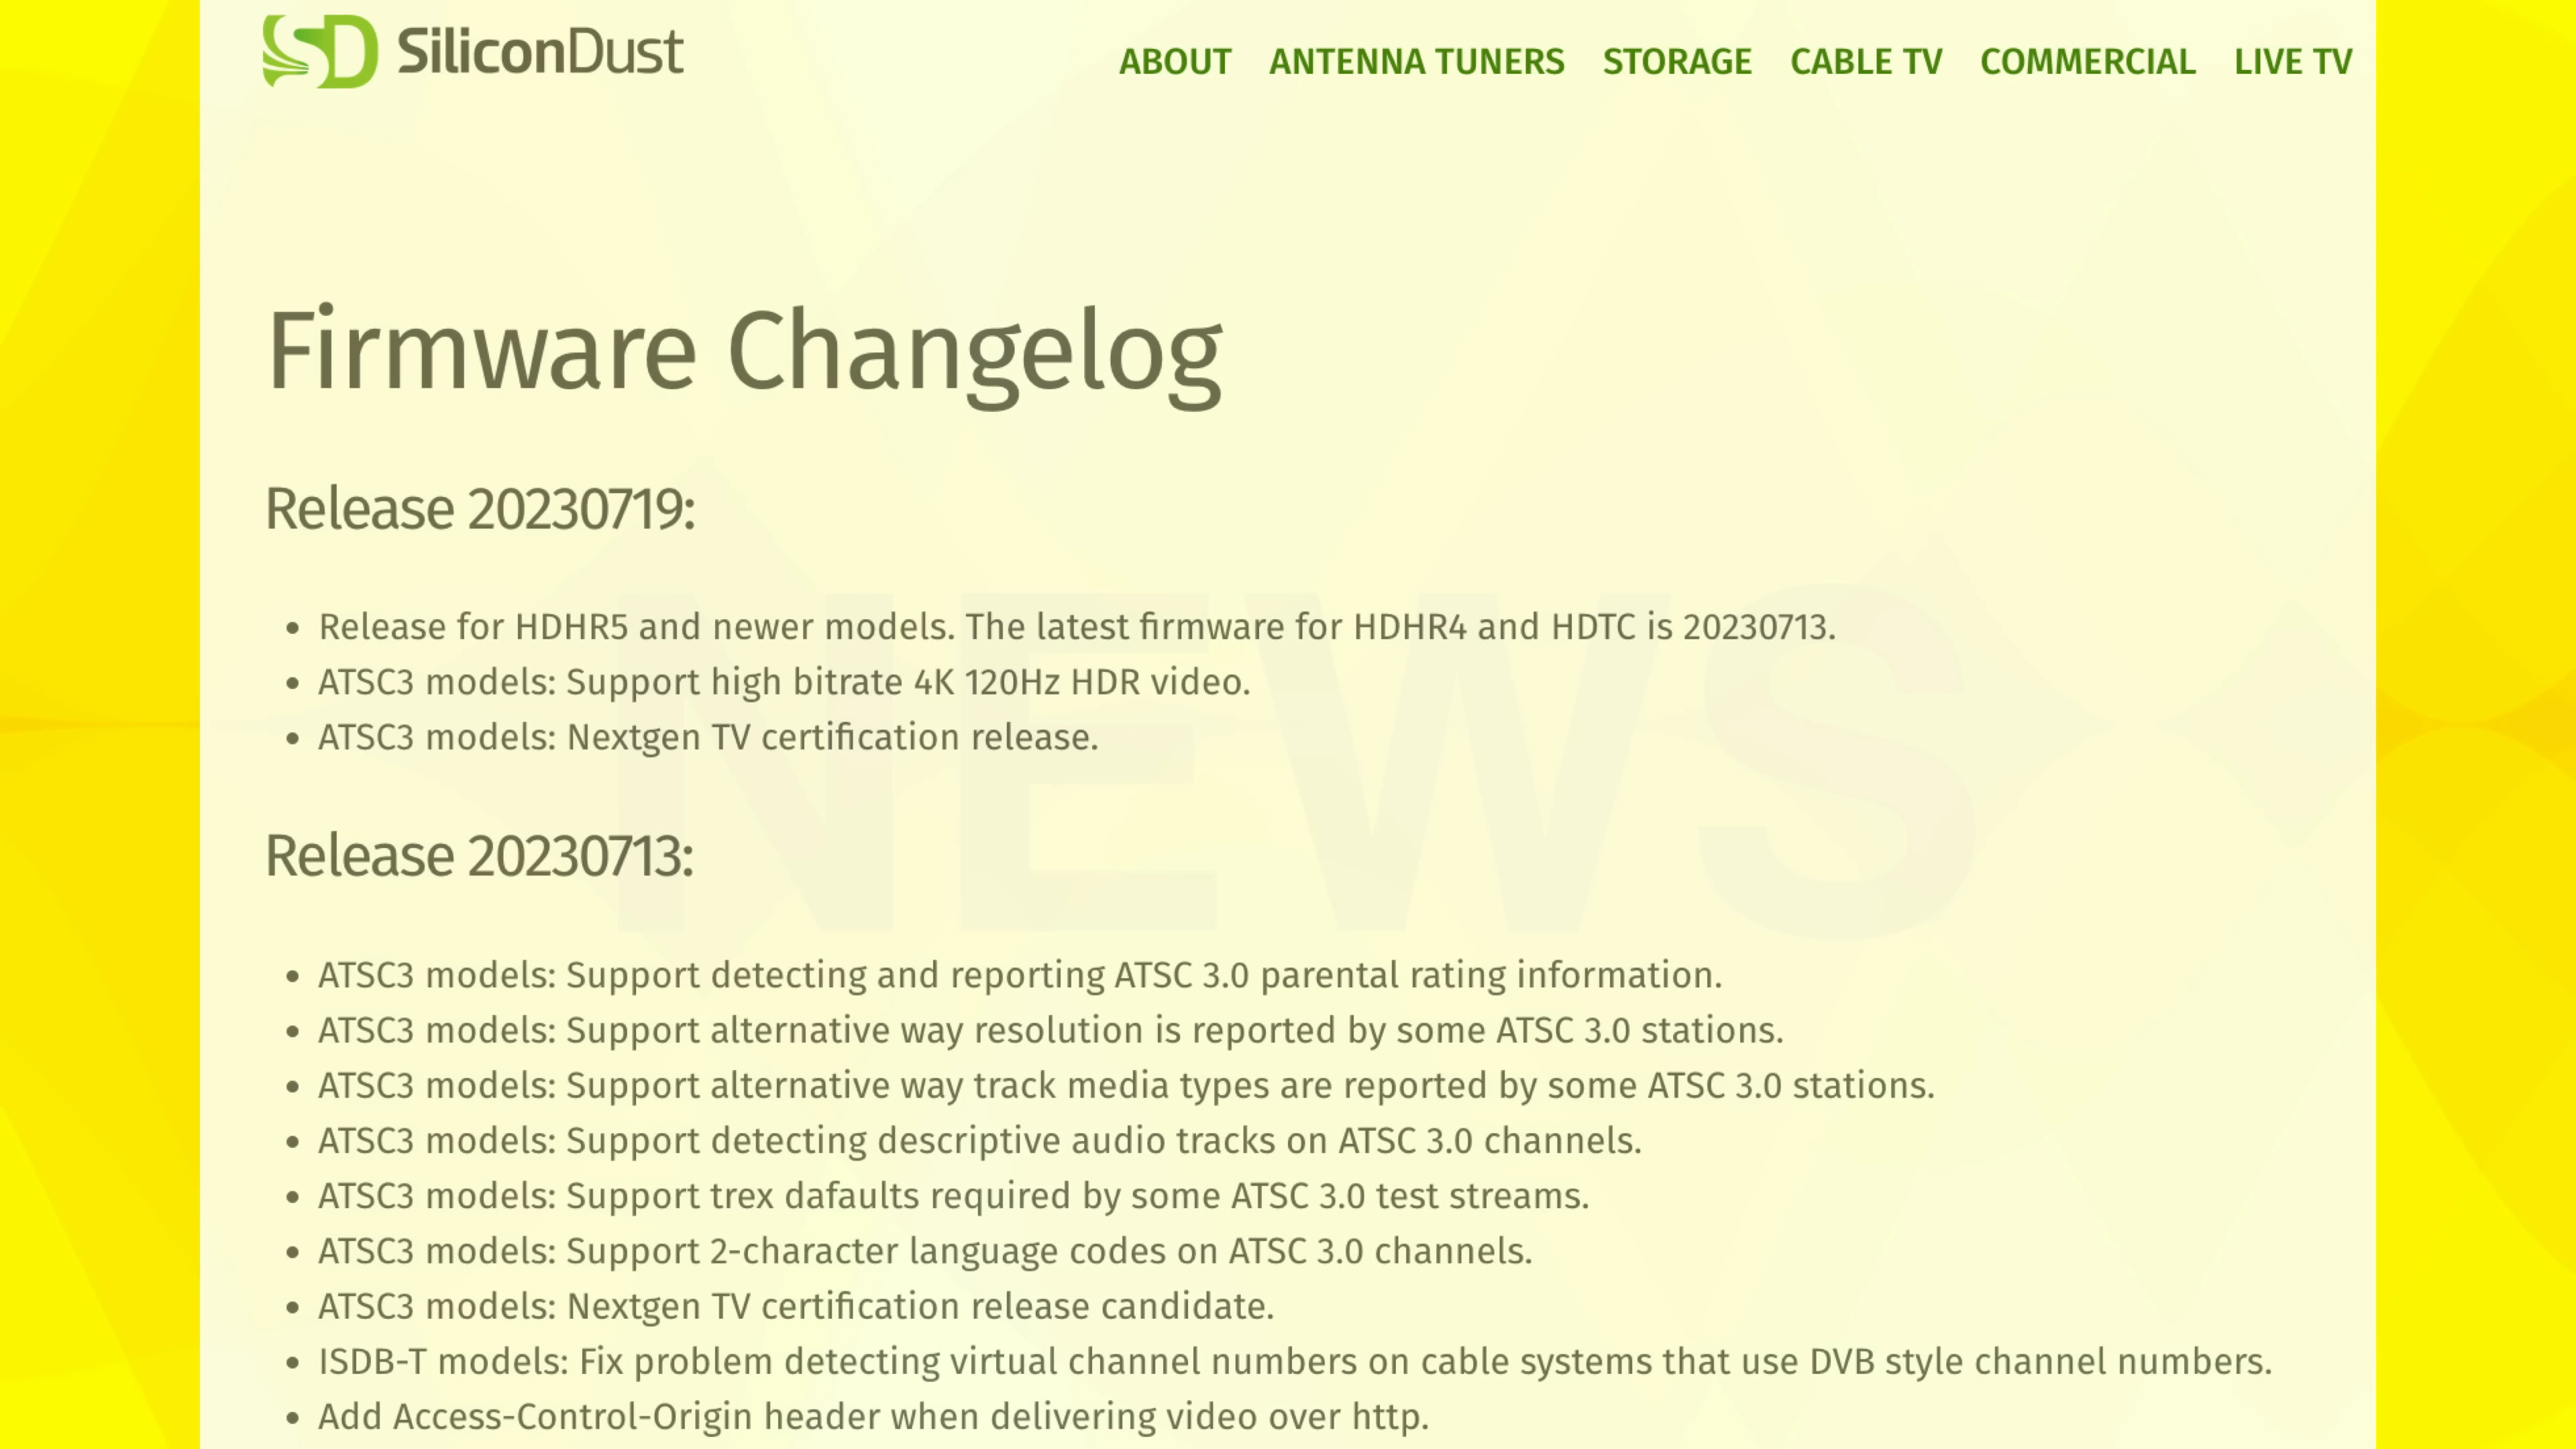 SD SiliconDust
ABOUT ANTENNA TUNERS STORAGE CABLE TV COMMERCIAL LIVE TV
Firmware Changelog
Release 20230719:
• Release for HDHR5 and newer models. The latest firmware for HDHR4 and HDTC is 20230713.
• ATSC3 models: Support high bitrate 4K 120Hz HDR video.
• ATSC3 models: Nextgen TV certification release.
NEWS
Release 20230713:
• ATSC3 models: Support detecting and reporting ATSC 3.0 parental rating information.
• ATSC3 models: Support alternative way resolution is reported by some ATSC 3.0 stations.
• ATSC3 models: Support alternative way track media types are reported by some ATSC 3.0 stations.
• ATSC3 models: Support detecting descriptive audio tracks on ATSC 3.0 channels.
• ATSC3 models: Support trex dafaults required by some ATSC 3.0 test streams.
• ATSC3 models: Support 2-character language codes on ATSC 3.0 channels.
• ATSC3 models: Nextgen TV certification release candidate.
• ISDB-T models: Fix problem detecting virtual channel numbers on cable systems that use DVB style channel numbers.
• Add Access-Control-Origin header when delivering video over http.